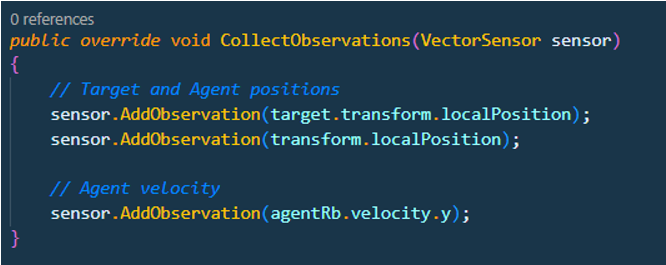 0 references
public override void CollectObservations(VectorSensor sensor)
{
// Target and Agent positions
sensor.AddObservation(target.transform.localPosition);
sensor.AddObservation(transform.localPosition);
// Agent velocity
sensor.AddObservation(agentRb.velocity.y);
}